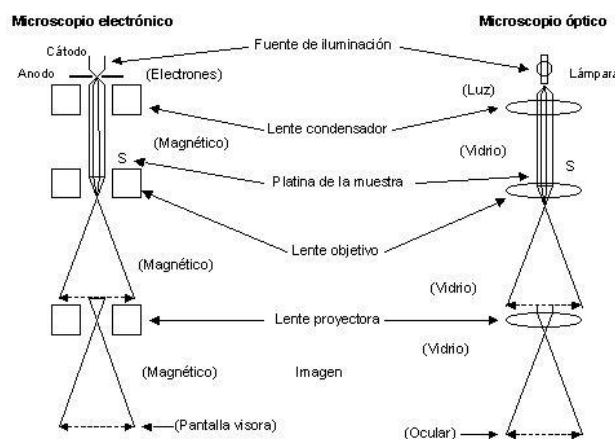 Microscopio electrónico
Microscopio óptico
Cátodo
Fuente de iluminación
Anodo
(Electrones)
Lámpara
(Luz)
Lente condensador
(Magnético)
(Vidrio)
S
S
Platina de la muestra
Lente objetivo
(Magnético)
(Vidrio)
Lente proyectora
(Vidrio)
(Magnético)
Imagen
(Pantalla visora)
(Ocular)